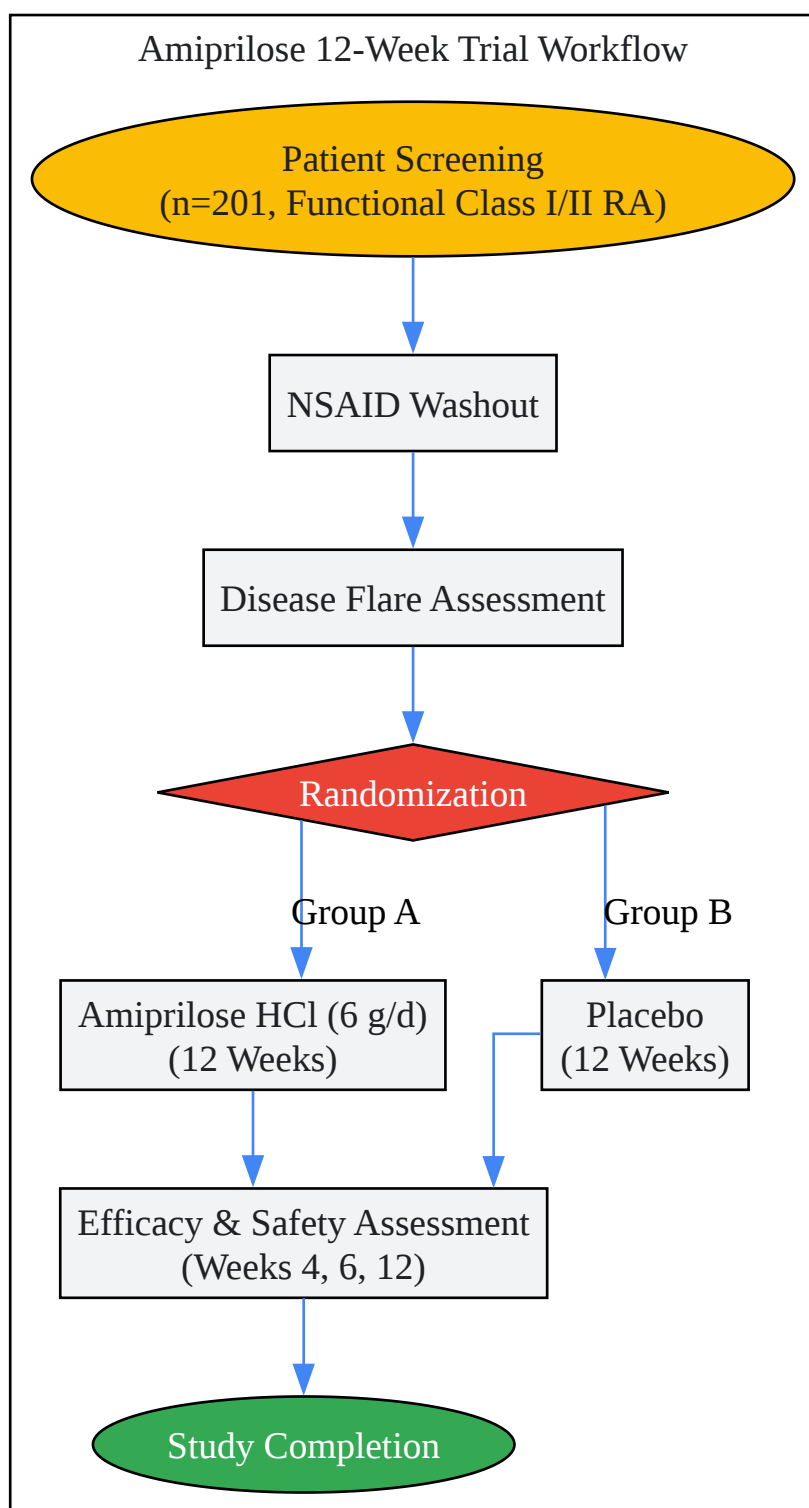 Amiprilose 12-Week Trial Workflow
Patient Screening
(n=201, Functional Class I/II RA)
NSAID Washout
Disease Flare Assessment
Randomization
Group A
Group B
Amiprilose HCl (6 g/d)
(12 Weeks)
Placebo
(12 Weeks)
Efficacy & Safety Assessment
(Weeks 4, 6, 12)
Study Completion